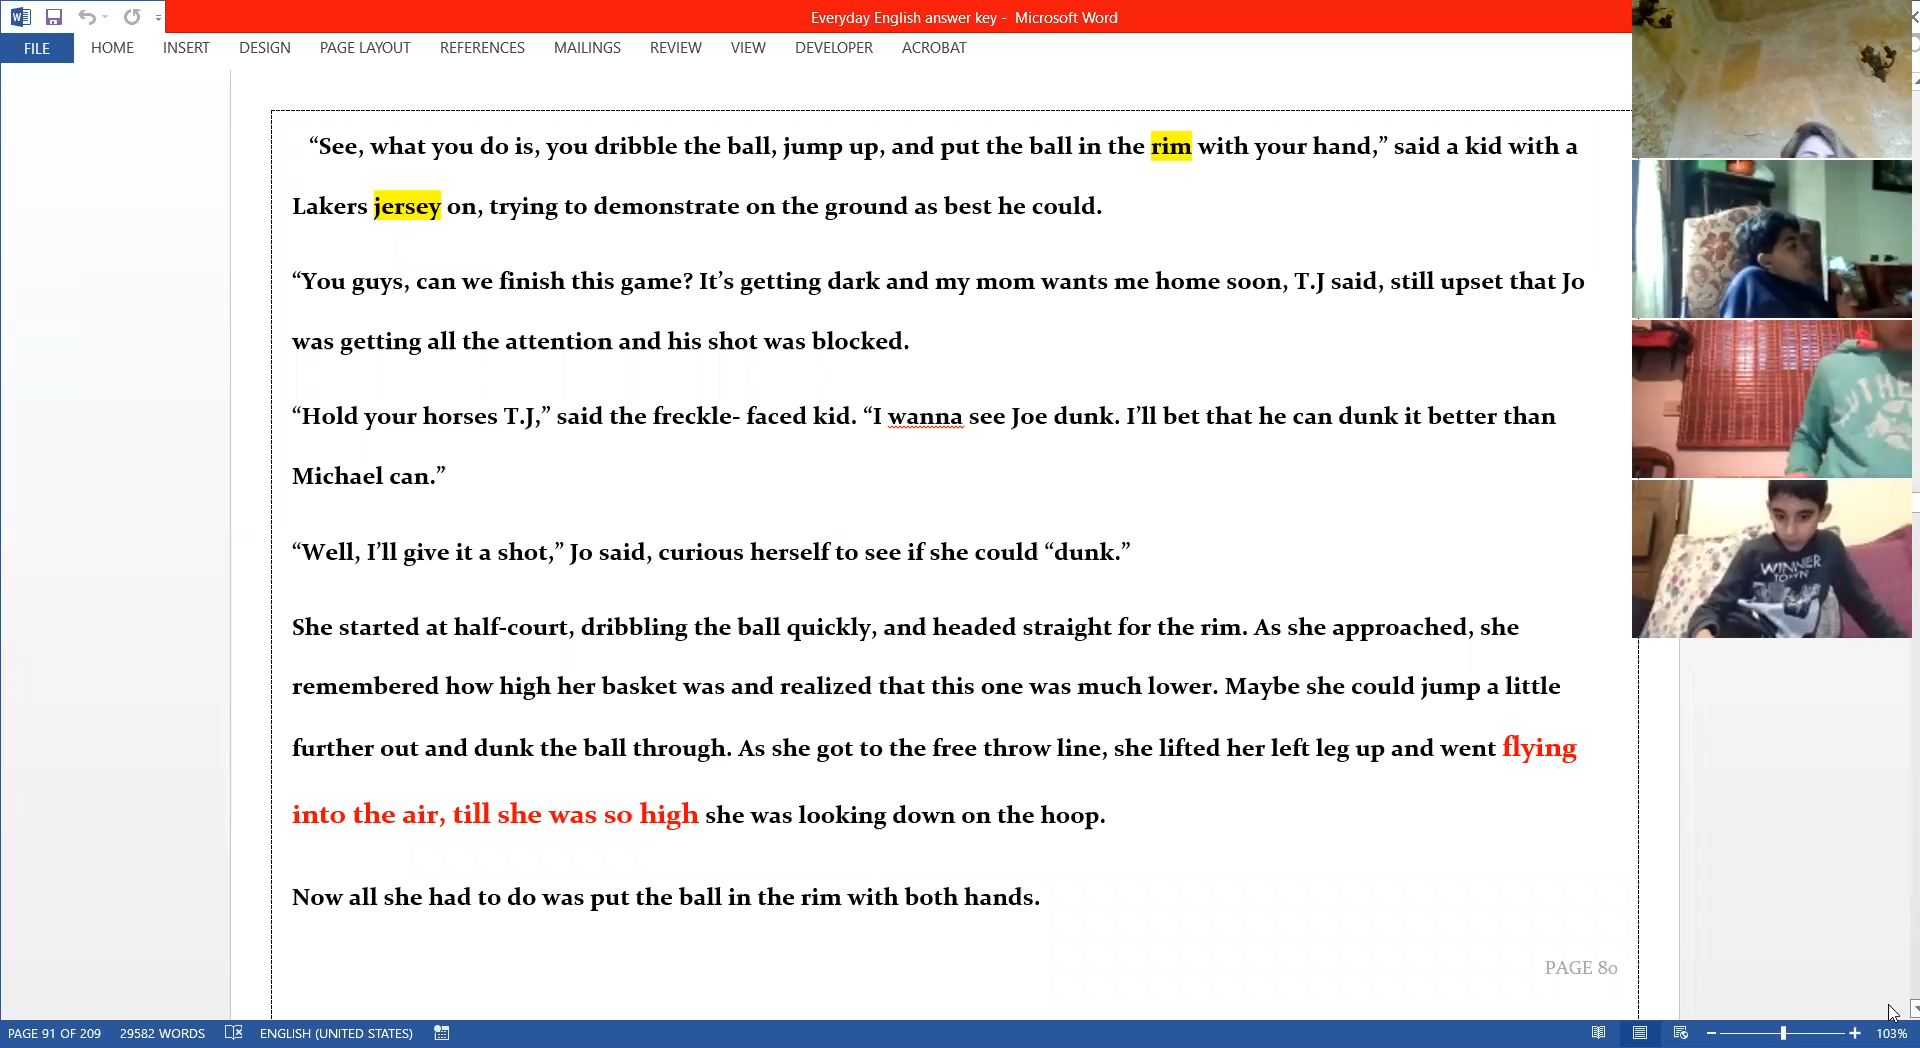 Everyday English answer key - Microsoft Word
FILE HOME INSERT DESIGN PAGE LAYOUT REFERENCES MAILINGS REVIEW VIEW DEVELOPER ACROBAT
“See, what you do is, you dribble the ball, jump up, and put the ball in the rim with your hand,” said a kid with a
Lakers jersey on, trying to demonstrate on the ground as best he could.
“You guys, can we finish this game? It’s getting dark and my mom wants me home soon, T.J said, still upset that Jo
was getting all the attention and his shot was blocked.
“Hold your horses T.J,” said the freckle- faced kid. “I wanna see Joe dunk. I’ll bet that he can dunk it better than
Michael can.”
“Well, I’ll give it a shot,” Jo said, curious herself to see if she could “dunk.”
She started at half-court, dribbling the ball quickly, and headed straight for the rim. As she approached, she
remembered how high her basket was and realized that this one was much lower. Maybe she could jump a little
further out and dunk the ball through. As she got to the free throw line, she lifted her left leg up and went flying
into the air, till she was so high she was looking down on the hoop.
Now all she had to do was put the ball in the rim with both hands.
PAGE 80
WINNER
TOWN
PAGE 91 OF 209 29582 WORDS ENGLISH (UNITED STATES) 103%